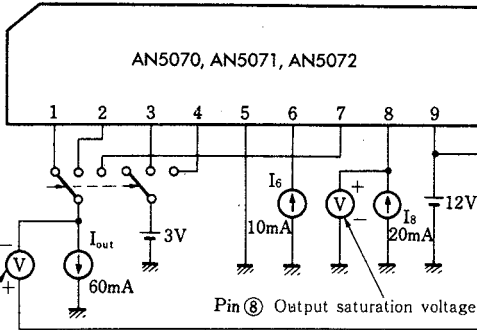 AN5070, AN5071, AN5072
1 2 3 4 5 6 7 8 9
I6
10mA
V
+
−
I8
20mA
12V
3V
−
V
+
Iout
60mA
Pin ⑧ Output saturation voltage